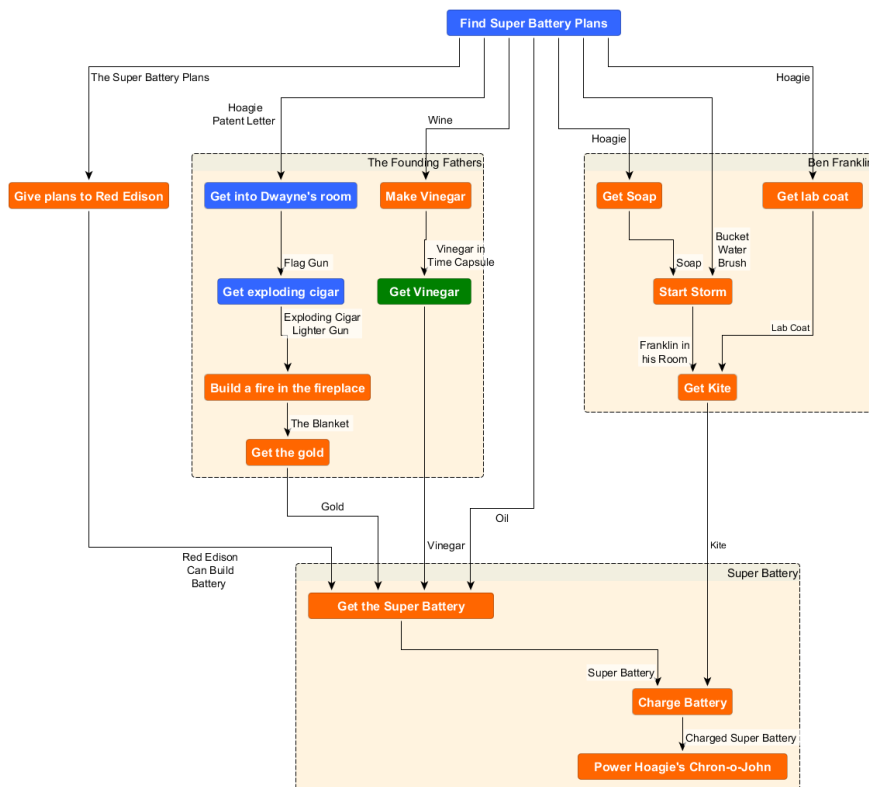 Find Super Battery Plans
The Super Battery Plans
Hoagie
Hoagie
Patent Letter
Wine
Hoagie
The Founding Fathers
Ben Franklin
Give plans to Red Edison
Get into Dwayne's room
Make Vinegar
Get Soap
Get lab coat
Flag Gun
Vinegar in
Time Capsule
Soap
Bucket
Water
Brush
Get exploding cigar
Get Vinegar
Start Storm
Exploding Cigar
Lighter Gun
Franklin in
his Room
Lab Coat
Build a fire in the fireplace
Get Kite
The Blanket
Get the gold
Gold
Oil
Red Edison
Can Build
Battery
Vinegar
Kite
Super Battery
Get the Super Battery
Super Battery
Charge Battery
Charged Super Battery
Power Hoagie's Chron-o-John